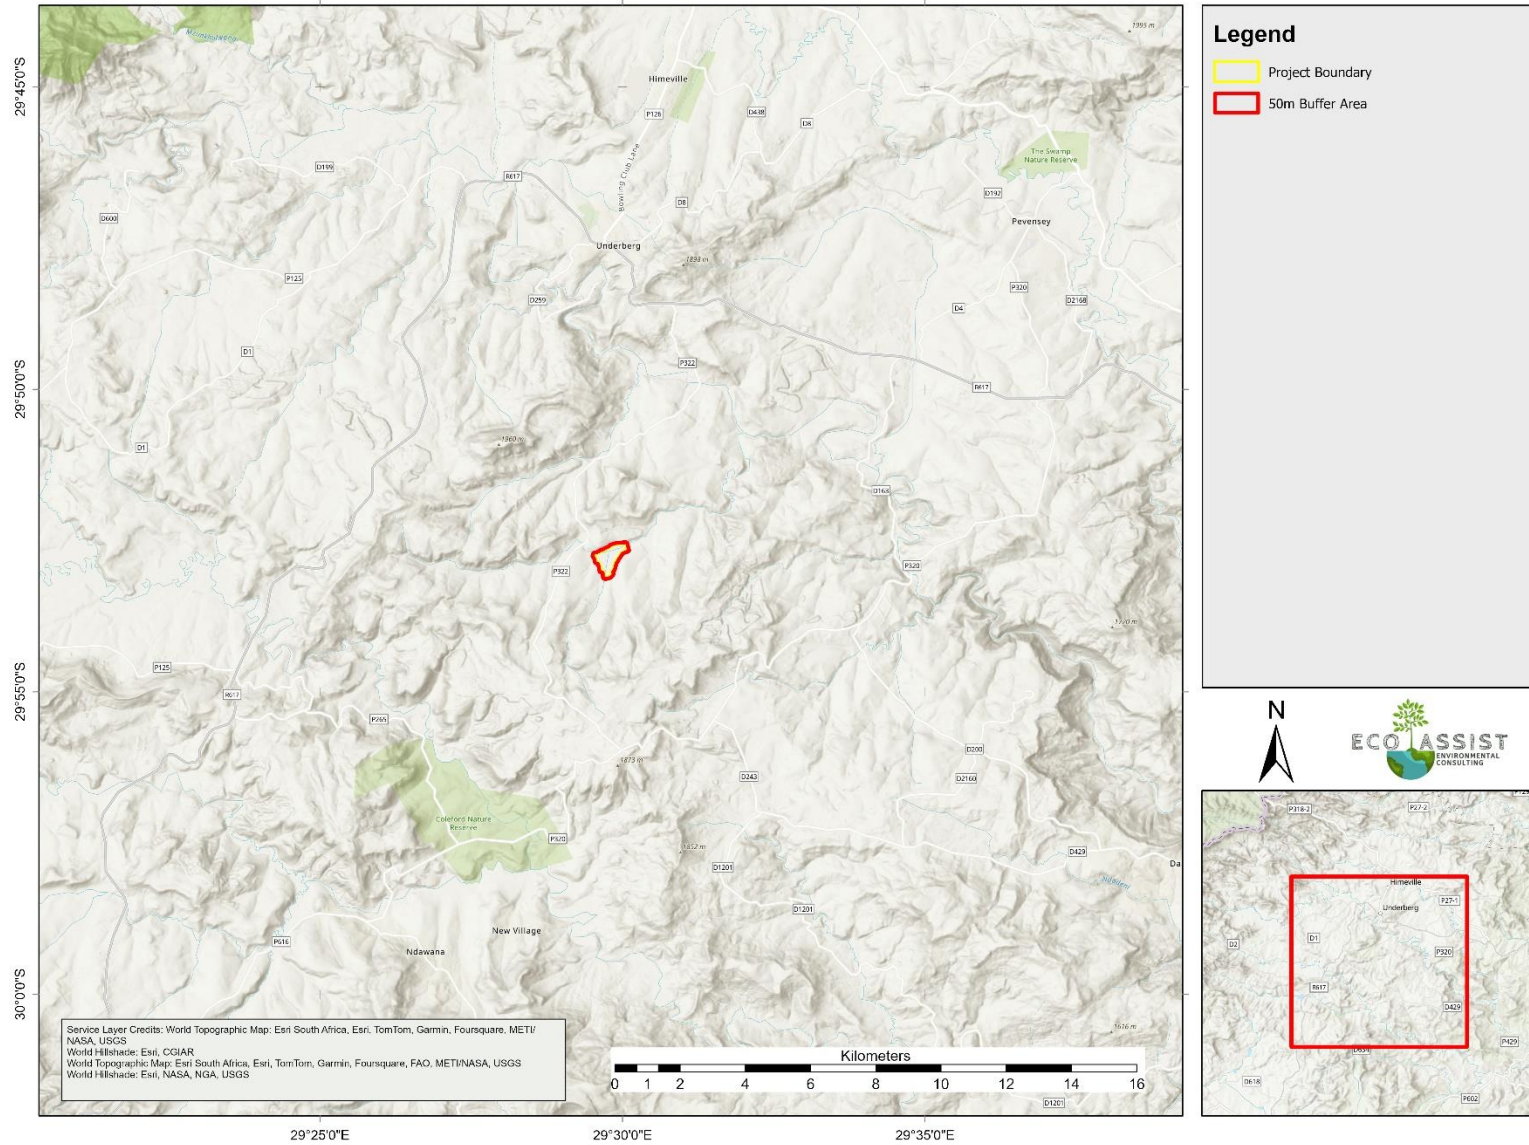 1995 m
Legend
Project Boundary
50m Buffer Area
29°45'0"S
Himeville
P126
D438
D8
Bowling Club Lane
The Swamp
Nature Reserve
D199
R617
D192
D8
D600
Pevensey
Underberg
1898 m
P125
D259
P320
D2168
D4
D1
P322
29°50'0"S
R617
1960 m
D1
D163
P322
P320
1720 m
29°55'0"S
P125
R617
P265
D200
1873 m
D243
D2160
N
ECO ASSIST
ENVIRONMENTAL
CONSULTING
Coleford Nature
Reserve
P320
1852 m
D429
D1201
Da
D1201
New Village
P616
Ndawana
30°0'0"S
1616 m
Service Layer Credits: World Topographic Map: Esri South Africa, Esri, TomTom, Garmin, Foursquare, METI/
NASA, USGS
World Hillshade: Esri, CGIAR
World Topographic Map: Esri South Africa, Esri, TomTom, Garmin, Foursquare, FAO, METI/NASA, USGS
World Hillshade: Esri, NASA, NGA, USGS
Kilometers
0 1 2 4 6 8 10 12 14 16
D1201
29°25'0"E
29°30'0"E
29°35'0"E
P318-2
P27-2
Himeville
P27-1
Underberg
D1
D2
P320
R617
D429
P429
D618
P602